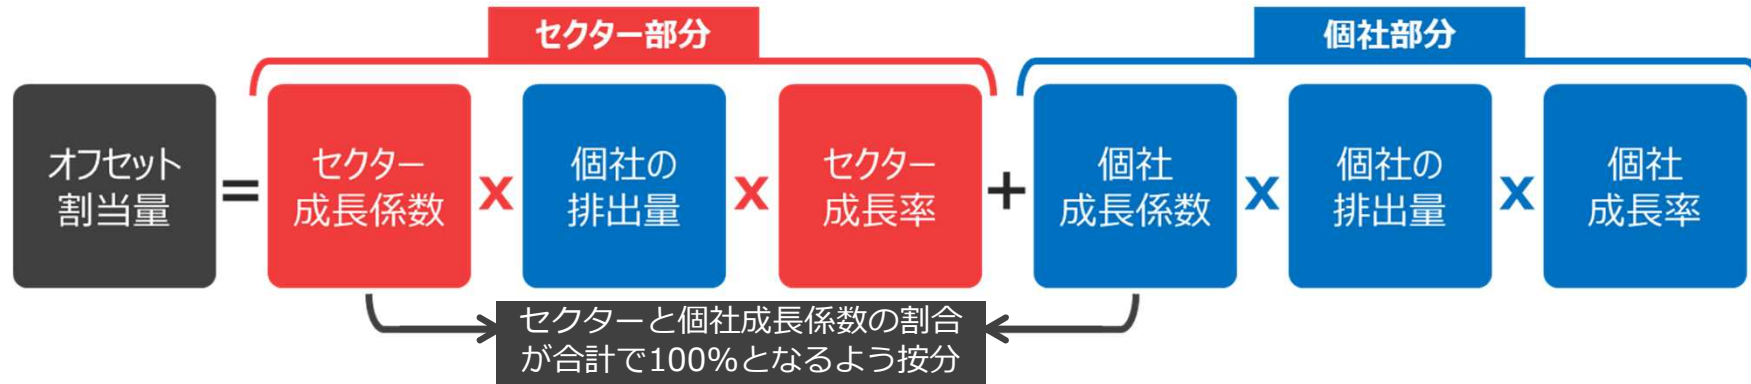 セクター部分
個社部分
オフセット
割当量
=
セクター
成長係数
x
個社の
排出量
x
セクター
成長率
+
個社
成長係数
x
個社の
排出量
x
個社
成長率
セクターと個社成長係数の割合
が合計で100%となるよう按分